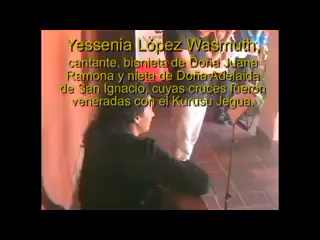 Yessenia López Wasmuth,
cantante, bisnieta de Doña Juana
Ramona y nieta de Doña Adelaida
de San Ignacio, cuyas cruces fueron
veneradas con el Kurusu Jegua.